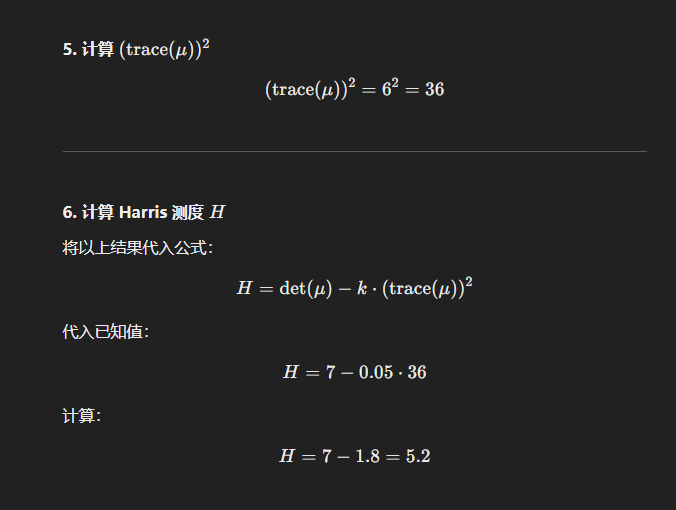 5. 计算 (trace(μ))²
(trace(μ))² = 6² = 36
6. 计算 Harris 测度 H
将以上结果代入公式：
H = det(μ) − k · (trace(μ))²
代入已知值：
H = 7 − 0.05 · 36
计算：
H = 7 − 1.8 = 5.2